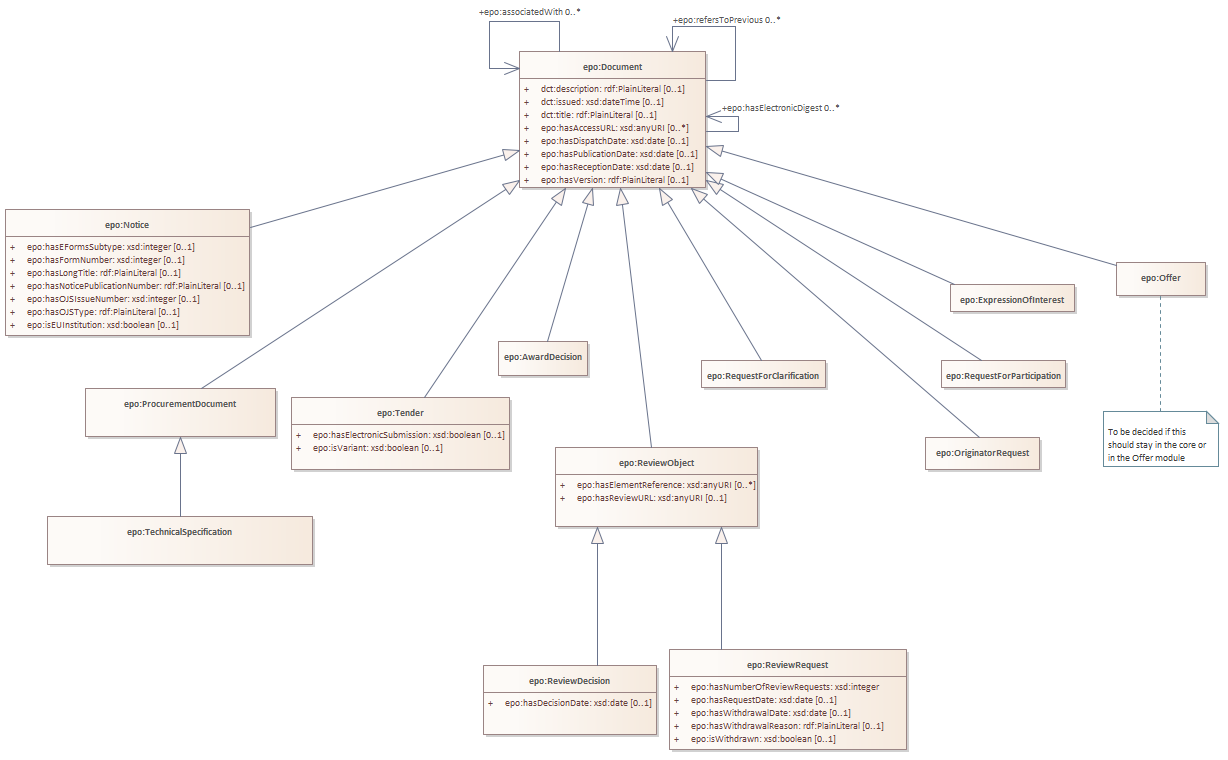 +epo:associatedWith 0..*
+epo:refersToPrevious 0..*
epo:Document
+ dct:description: rdf:PlainLiteral [0..1]
+ dct:issued: xsd:dateTime [0..1]
+ dct:title: rdf:PlainLiteral [0..1]
+ epo:hasAccessURL: xsd:anyURI [0..*]
+ epo:hasDispatchDate: xsd:date [0..1]
+ epo:hasPublicationDate: xsd:date [0..1]
+ epo:hasReceptionDate: xsd:date [0..1]
+ epo:hasVersion: rdf:PlainLiteral [0..1]
+epo:hasElectronicDigest 0..*
epo:Notice
+ epo:hasEFormsSubtype: xsd:integer [0..1]
+ epo:hasFormNumber: xsd:integer [0..1]
+ epo:hasLongTitle: rdf:PlainLiteral [0..1]
+ epo:hasNoticePublicationNumber: rdf:PlainLiteral [0..1]
+ epo:hasOJSIssueNumber: xsd:integer [0..1]
+ epo:hasOJSType: rdf:PlainLiteral [0..1]
+ epo:isEUInstitution: xsd:boolean [0..1]
epo:Offer
epo:ExpressionOfInterest
epo:AwardDecision
epo:RequestForClarification
epo:RequestForParticipation
epo:ProcurementDocument
epo:Tender
+ epo:hasElectronicSubmission: xsd:boolean [0..1]
+ epo:isVariant: xsd:boolean [0..1]
To be decided if this
should stay in the core or
in the Offer module
epo:OriginatorRequest
epo:ReviewObject
+ epo:hasElementReference: xsd:anyURI [0..*]
+ epo:hasReviewURL: xsd:anyURI [0..1]
epo:TechnicalSpecification
epo:ReviewDecision
+ epo:hasDecisionDate: xsd:date [0..1]
epo:ReviewRequest
+ epo:hasNumberOfReviewRequests: xsd:integer
+ epo:hasRequestDate: xsd:date [0..1]
+ epo:hasWithdrawalDate: xsd:date [0..1]
+ epo:hasWithdrawalReason: rdf:PlainLiteral [0..1]
+ epo:isWithdrawn: xsd:boolean [0..1]